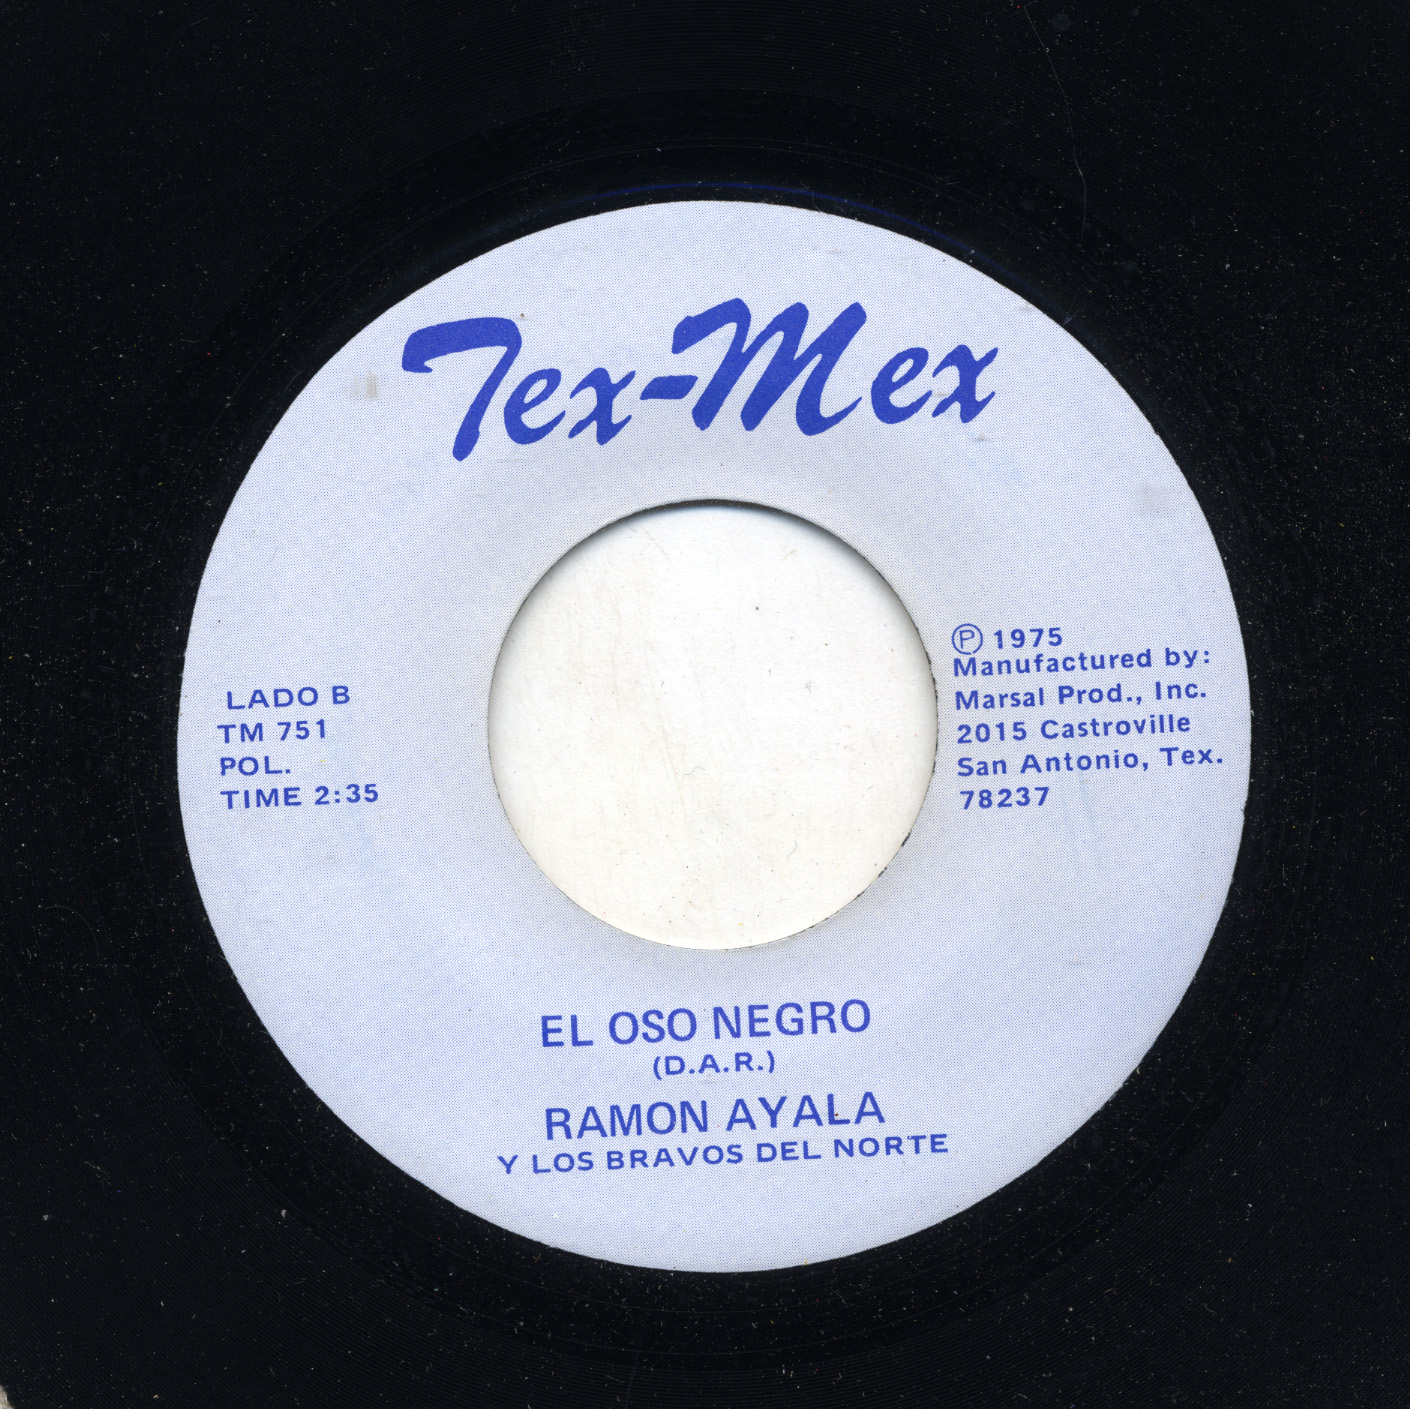 Tex-Mex
LADO B
TM 751
POL.
TIME 2:35
Ⓟ 1975
Manufactured by:
Marsal Prod., Inc.
2015 Castroville
San Antonio, Tex.
78237
EL OSO NEGRO
(D.A.R.)
RAMON AYALA
Y LOS BRAVOS DEL NORTE